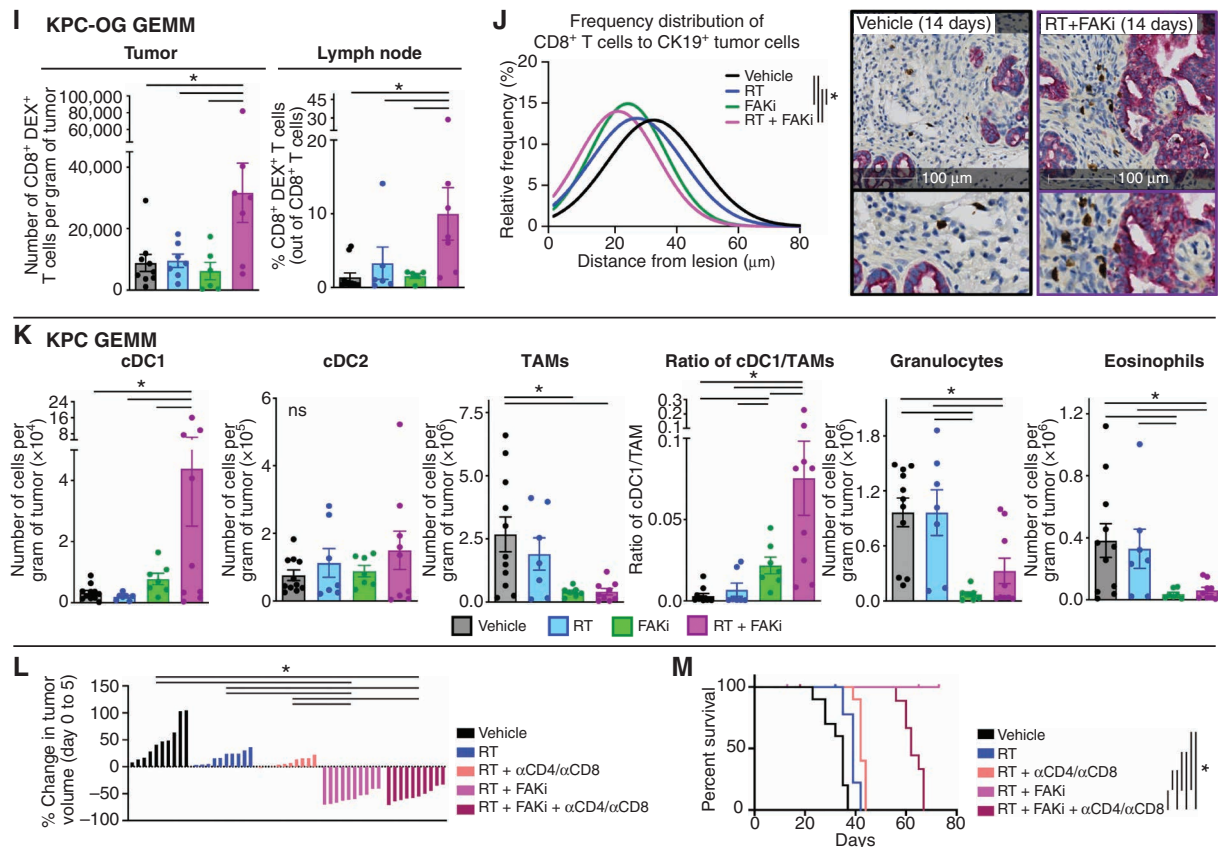 I KPC-OG GEMM
Tumor
*
Number of CD8⁺ DEX⁺
T cells per gram of tumor
100,000
80,000
60,000
40,000
20,000
0
Lymph node
*
% CD8⁺ DEX⁺ T cells
(out of CD8⁺ T cells)
45
30
15
20
10
0
J Frequency distribution of
CD8⁺ T cells to CK19⁺ tumor cells
Relative frequency (%)
20
15
10
5
0
0 20 40 60 80
Distance from lesion (μm)
Vehicle
RT
FAKi
RT + FAKi
*
Vehicle (14 days)
100 μm
RT+FAKi (14 days)
100 μm
K KPC GEMM
cDC1
*
Number of cells per
gram of tumor (×10⁴)
24
16
8
4
2
0
cDC2
ns
Number of cells per
gram of tumor (×10⁵)
6
4
2
0
TAMs
*
Number of cells per
gram of tumor (×10⁶)
7.5
5.0
2.5
0
Ratio of cDC1/TAMs
*
Ratio of cDC1/TAM
0.3
0.2
0.1
0.1
0.05
0
Granulocytes
*
Number of cells per
gram of tumor (×10⁶)
1.8
1.2
0.6
0.0
Eosinophils
*
Number of cells per
gram of tumor (×10⁶)
1.2
0.8
0.4
0.0
Vehicle RT FAKi RT + FAKi
L
*
% Change in tumor
volume (day 0 to 5)
150
100
50
0
−50
−100
Vehicle
RT
RT + αCD4/αCD8
RT + FAKi
RT + FAKi + αCD4/αCD8
M
Percent survival
100
50
0
0 20 40 60 80
Days
Vehicle
RT
RT + αCD4/αCD8
RT + FAKi
RT + FAKi + αCD4/αCD8
*